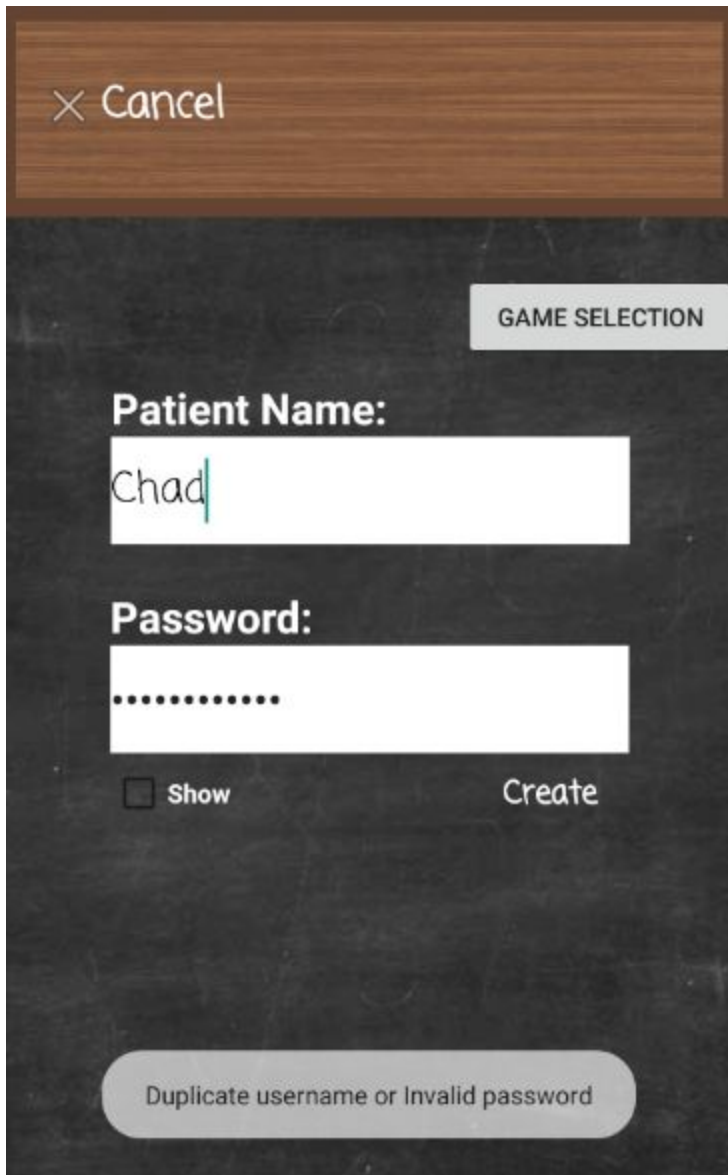 Cancel
GAME SELECTION
Patient Name:
Chad
Password:
••••••••••••
Show
Create
Duplicate username or Invalid password